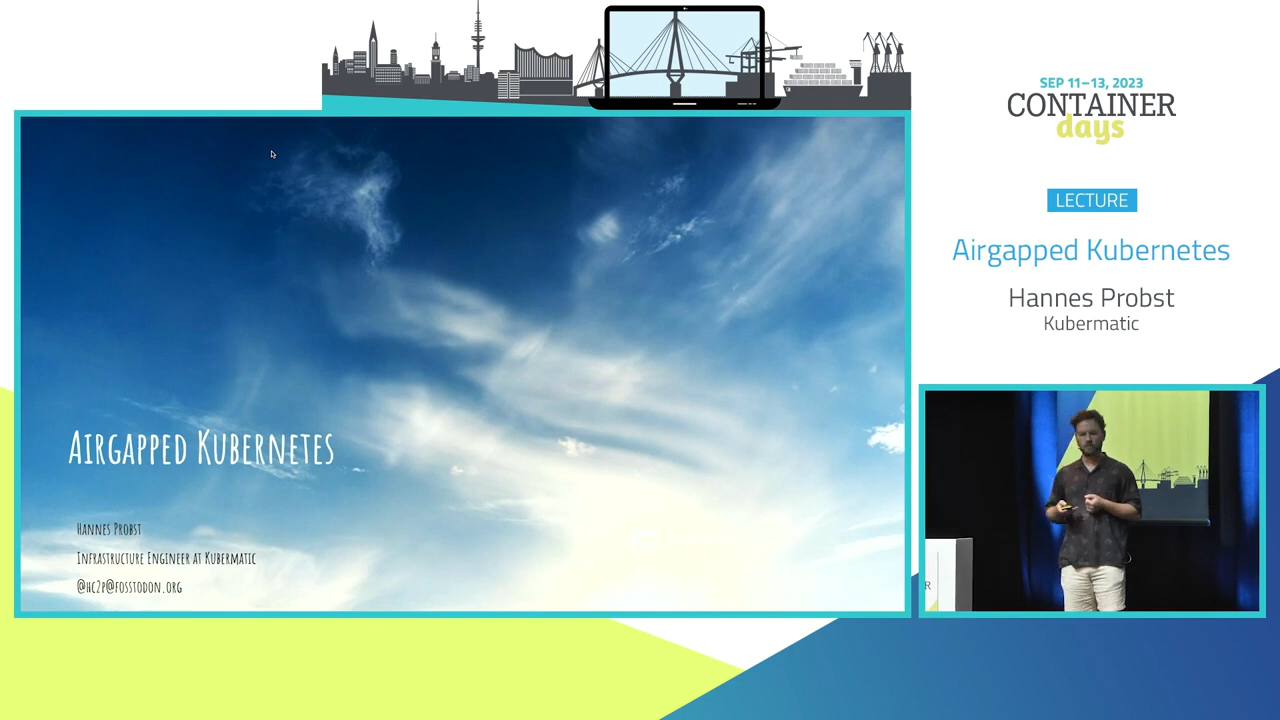 SEP 11–13, 2023
CONTAINER
days
LECTURE
Airgapped Kubernetes
Hannes Probst
Kubermatic
Airgapped Kubernetes
Hannes Probst
Infrastructure Engineer at Kubermatic
@hc2p@fosstodon.org
R